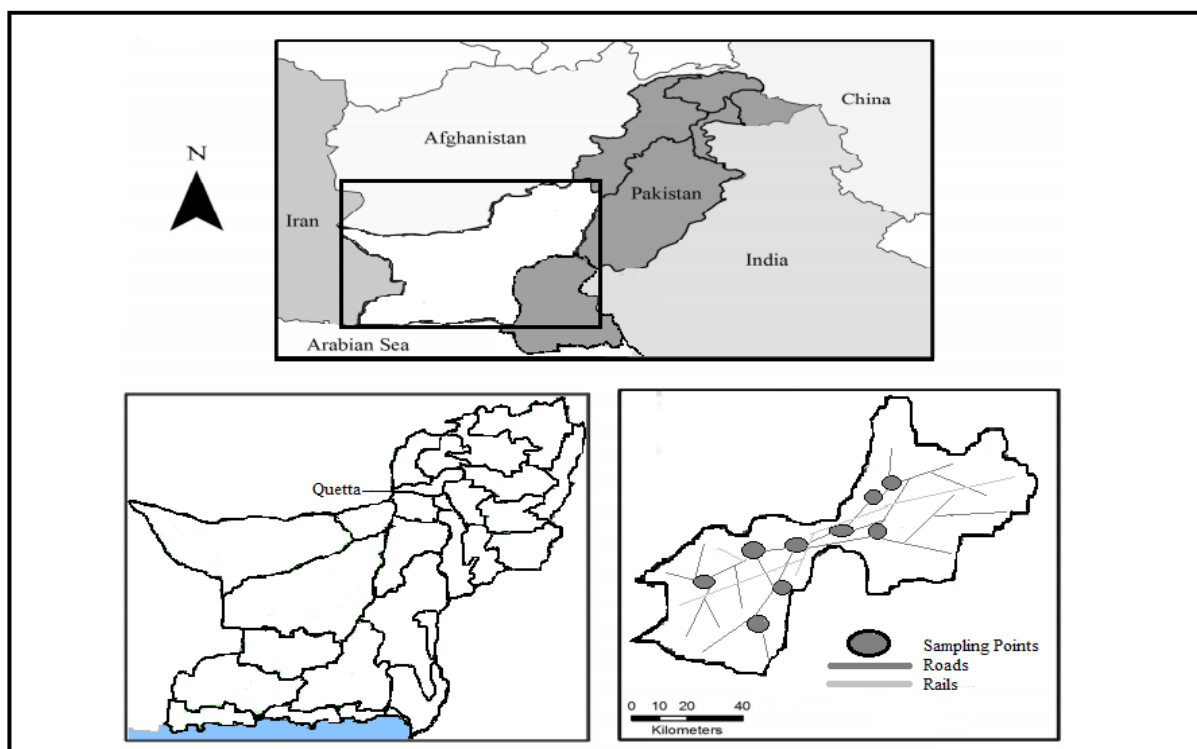 China
Afghanistan
N
Pakistan
Iran
India
Arabian Sea
Quetta
Sampling Points
Roads
Rails
0 10 20 40
Kilometers